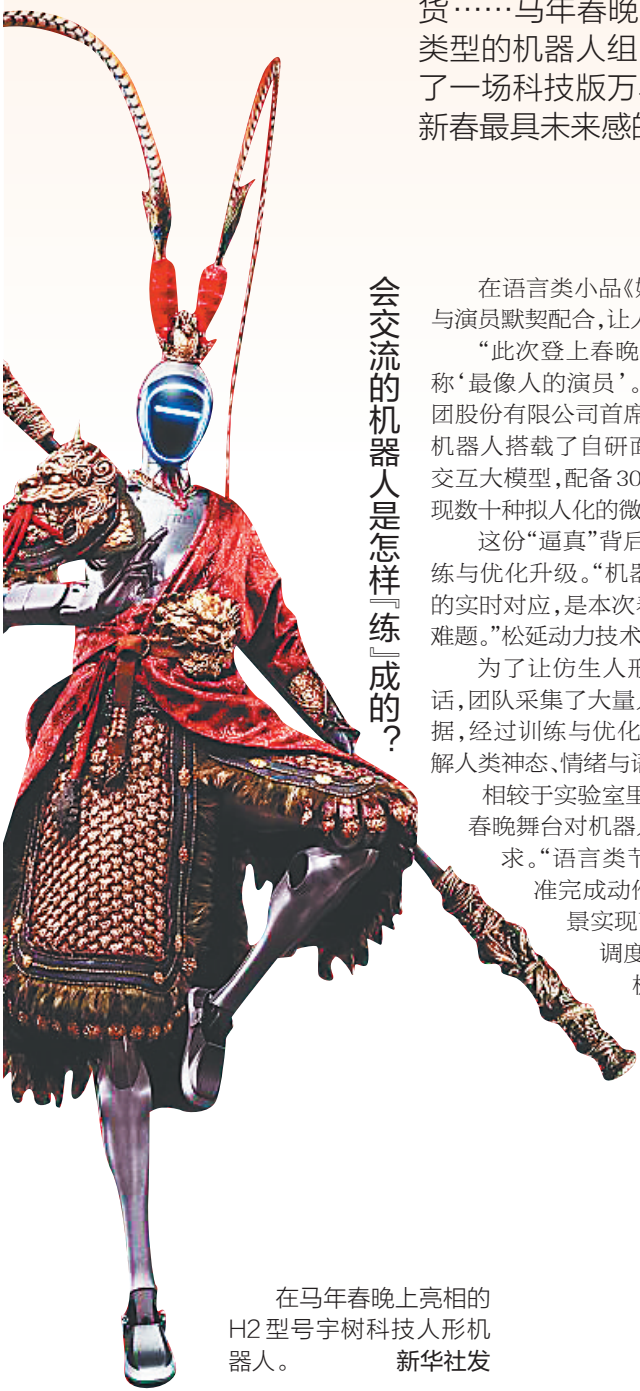 货……马年春晚
类型的机器人组
了一场科技版万
新春最具未来感的
会交流的机器人是怎样『练』成的？
在语言类小品《
与演员默契配合，让人
“此次登上春晚
称‘最像人的演员’。
团股份有限公司首席
机器人搭载了自研面
交互大模型，配备30
现数十种拟人化的微
这份“逼真”背后
练与优化升级。“机器
的实时对应，是本次
难题。”松延动力技术
为了让仿生人形
话，团队采集了大量
据，经过训练与优化
解人类神态、情绪与语
相较于实验室里
春晚舞台对机器
求。“语言类节
准完成动作
景实现
调度
在马年春晚上亮相的
H2型号宇树科技人形机
器人。 新华社发